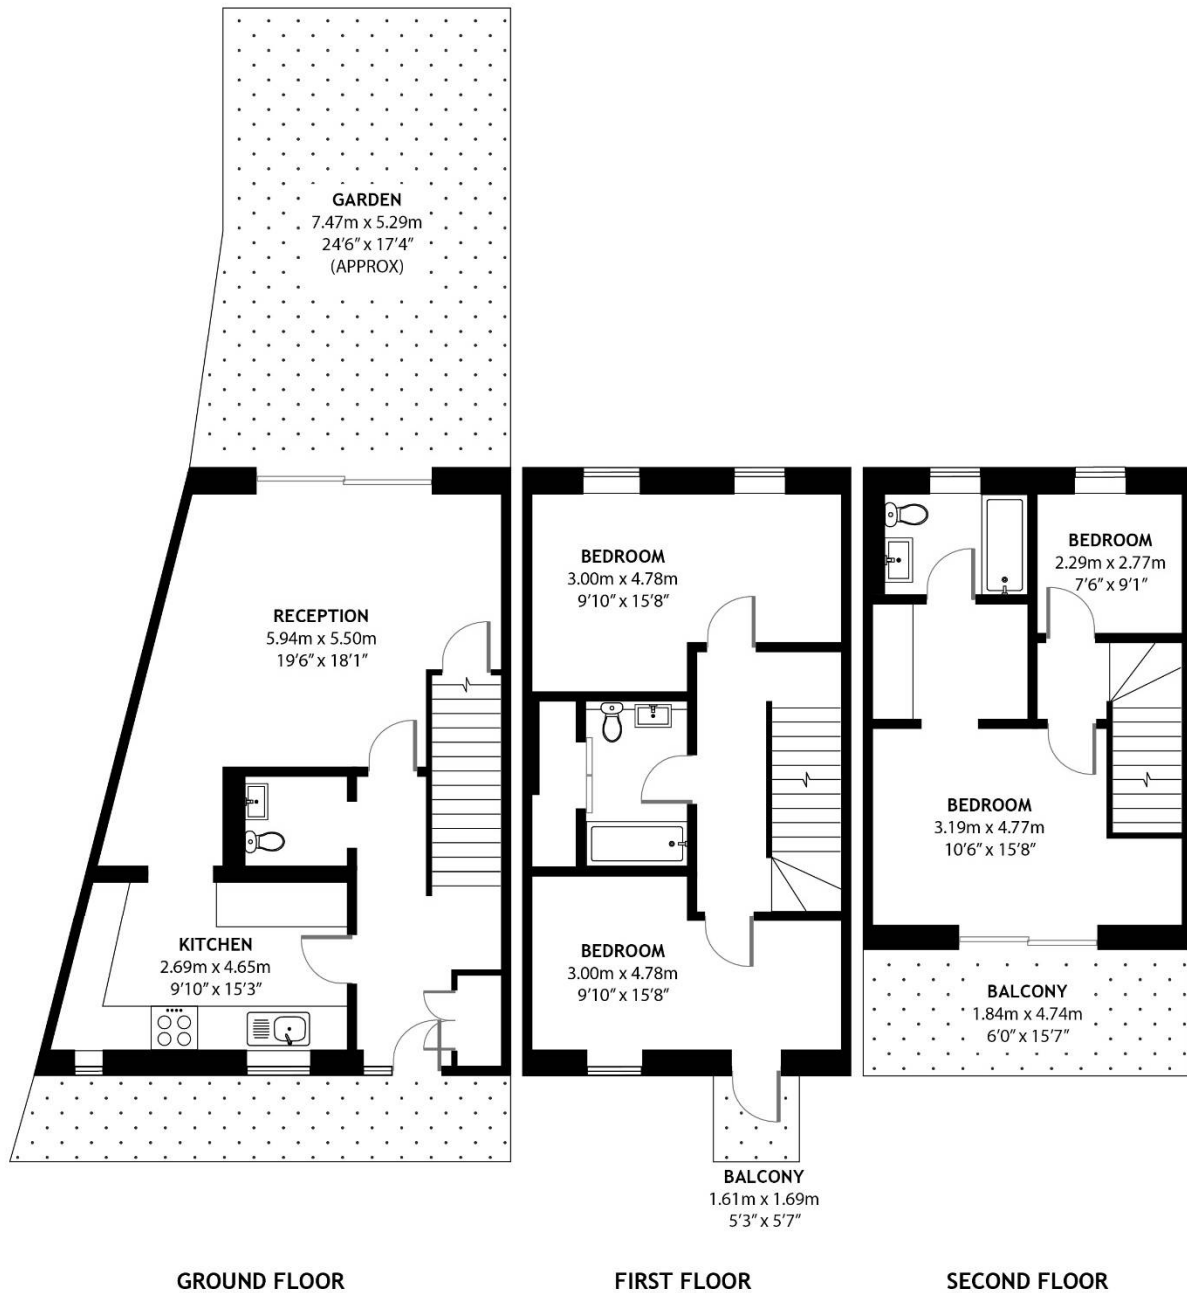 GARDEN
7.47m x 5.29m
24'6" x 17'4"
(APPROX)
RECEPTION
5.94m x 5.50m
19'6" x 18'1"
KITCHEN
2.69m x 4.65m
9'10" x 15'3"
GROUND FLOOR
BEDROOM
3.00m x 4.78m
9'10" x 15'8"
BEDROOM
3.00m x 4.78m
9'10" x 15'8"
BALCONY
1.61m x 1.69m
5'3" x 5'7"
FIRST FLOOR
BEDROOM
2.29m x 2.77m
7'6" x 9'1"
BEDROOM
3.19m x 4.77m
10'6" x 15'8"
BALCONY
1.84m x 4.74m
6'0" x 15'7"
SECOND FLOOR